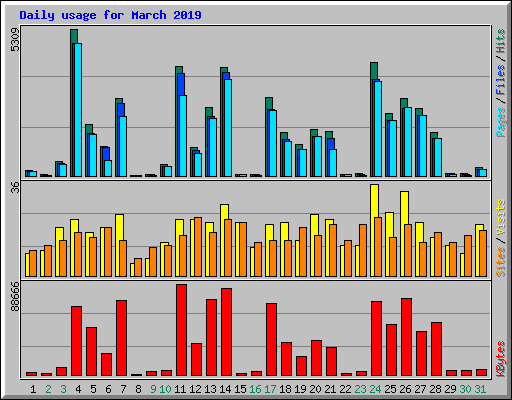 Daily usage for March 2019
5309
Pages / Files / Hits
36
Sites / Visits
88666
KBytes
1 2 3 4 5 6 7 8 9 10 11 12 13 14 15 16 17 18 19 20 21 22 23 24 25 26 27 28 29 30 31